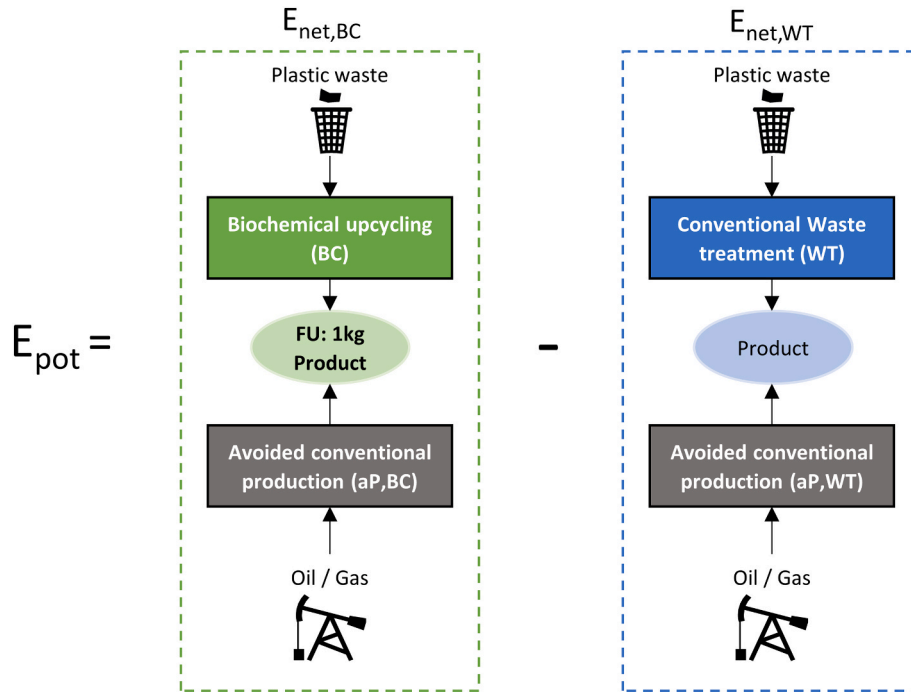 E_net,BC
Plastic waste
Biochemical upcycling
(BC)
FU: 1kg
Product
Avoided conventional
production (aP,BC)
Oil / Gas
E_pot =
-
E_net,WT
Plastic waste
Conventional Waste
treatment (WT)
Product
Avoided conventional
production (aP,WT)
Oil / Gas